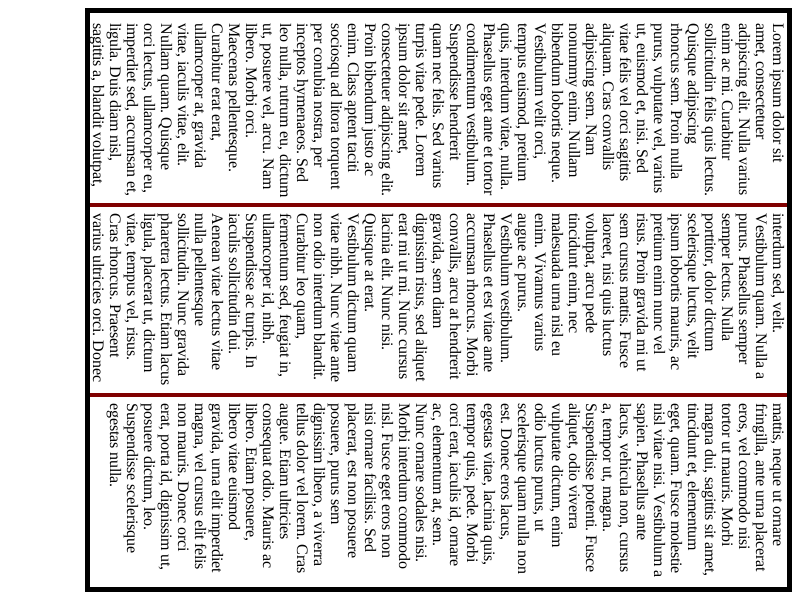 Lorem ipsum dolor sit
amet, consectetuer
adipiscing elit. Nulla varius
enim ac mi. Curabitur
sollicitudin felis quis lectus.
Quisque adipiscing
rhoncus sem. Proin nulla
purus, vulputate vel, varius
ut, euismod et, nisi. Sed
vitae felis vel orci sagittis
aliquam. Cras convallis
adipiscing sem. Nam
nonummy enim. Nullam
bibendum lobortis neque.
Vestibulum velit orci,
tempus euismod, pretium
quis, interdum vitae, nulla.
Phasellus eget ante et tortor
condimentum vestibulum.
Suspendisse hendrerit
quam nec felis. Sed varius
turpis vitae pede. Lorem
ipsum dolor sit amet,
consectetuer adipiscing elit.
Proin bibendum justo ac
enim. Class aptent taciti
sociosqu ad litora torquent
per conubia nostra, per
inceptos hymenaeos. Sed
leo nulla, rutrum eu, dictum
ut, posuere vel, arcu. Nam
libero. Morbi orci.
Maecenas pellentesque.
Curabitur erat erat,
ullamcorper at, gravida
vitae, iaculis vitae, elit.
Nullam quam. Quisque
orci lectus, ullamcorper eu,
imperdiet sed, accumsan et,
ligula. Duis diam nisl,
sagittis a, blandit volutpat,
interdum sed, velit.
Vestibulum quam. Nulla a
purus. Phasellus semper
semper lectus. Nulla
porttitor, dolor dictum
scelerisque luctus, velit
ipsum lobortis mauris, ac
pretium enim nunc vel
risus. Proin gravida mi ut
sem cursus mattis. Fusce
laoreet, nisi quis luctus
volutpat, arcu pede
tincidunt enim, nec
malesuada urna nisl eu
enim. Vivamus varius
augue ac purus.
Vestibulum vestibulum.
Phasellus et est vitae ante
accumsan rhoncus. Morbi
convallis, arcu at hendrerit
gravida, sem diam
dignissim risus, sed aliquet
erat mi ut mi. Nunc cursus
lacinia elit. Nunc nisi.
Quisque at erat.
Vestibulum dictum quam
vitae nibh. Nunc vitae ante
non odio interdum blandit.
Curabitur leo quam,
fermentum sed, feugiat in,
ullamcorper id, nibh.
Suspendisse ac turpis. In
iaculis sollicitudin dui.
Aenean vitae lectus vitae
nulla pellentesque
sollicitudin. Nunc gravida
pharetra lectus. Etiam lacus
ligula, placerat ut, dictum
vitae, tempus vel, risus.
Cras rhoncus. Praesent
varius ultricies orci. Donec
mattis, neque ut ornare
fringilla, ante urna placerat
eros, vel commodo nisi
tortor ut mauris. Morbi
magna dui, sagittis sit amet,
tincidunt et, elementum
eget, quam. Fusce molestie
nisl vitae nisi. Vestibulum a
sapien. Phasellus ante
lacus, vehicula non, cursus
a, tempor ut, magna.
Suspendisse potenti. Fusce
aliquet, odio viverra
vulputate dictum, enim
odio luctus purus, ut
scelerisque quam nulla non
est. Donec eros lacus,
egestas vitae, lacinia quis,
tempor quis, pede. Morbi
orci erat, iaculis id, ornare
ac, elementum at, sem.
Nunc ornare sodales nisi.
Morbi interdum commodo
nisl. Fusce eget eros non
nisi ornare facilisis. Sed
placerat, est non posuere
posuere, purus sem
dignissim libero, a viverra
tellus dolor vel lorem. Cras
augue. Etiam ultricies
consequat odio. Mauris ac
libero. Etiam posuere,
libero vitae euismod
gravida, urna elit imperdiet
magna, vel cursus elit felis
non mauris. Donec orci
erat, porta id, dignissim ut,
posuere dictum, leo.
Suspendisse scelerisque
egestas nulla.